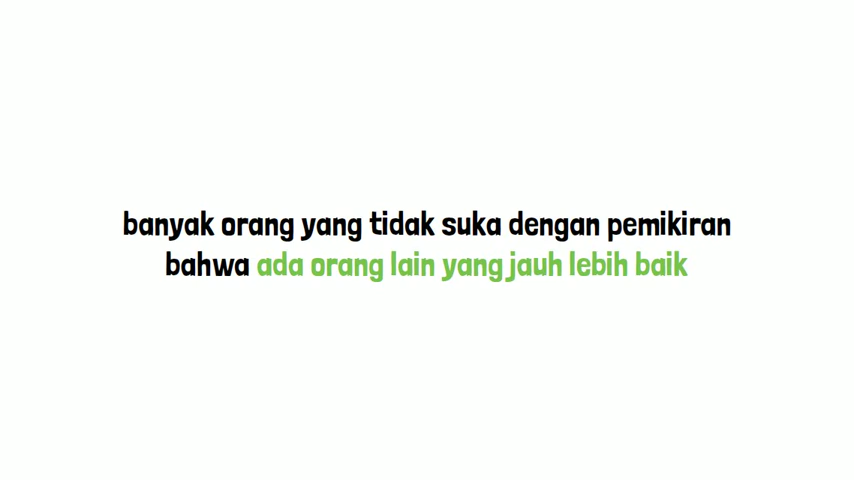 banyak orang yang tidak suka dengan pemikiran
bahwa ada orang lain yang jauh lebih baik